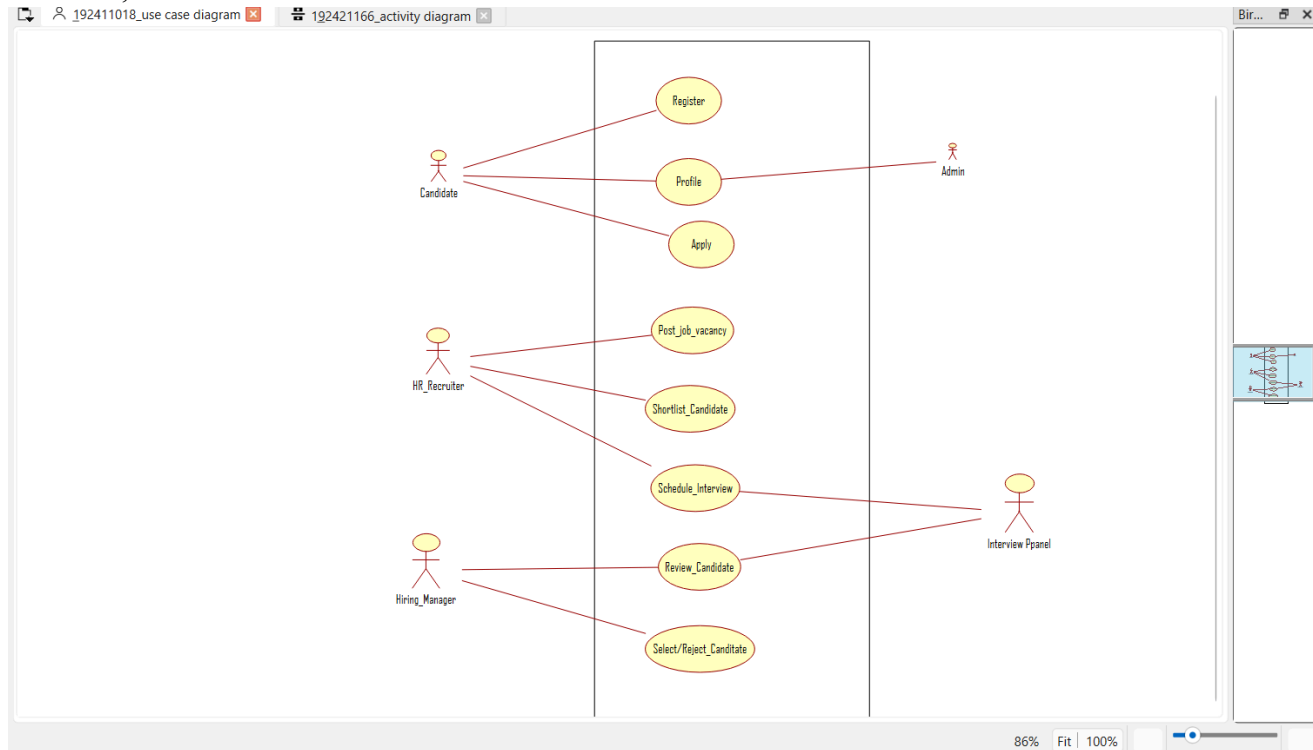 192411018_use case diagram
192421166_activity diagram
Bir...
Register
Candidate
Profile
Admin
Apply
Post_job_vacancy
HR_Recruiter
Shortlist_Candidate
Schedule_Interview
Interview Ppanel
Review_Candidate
Hiring_Manager
Select/Reject_Canditate
86% Fit 100%